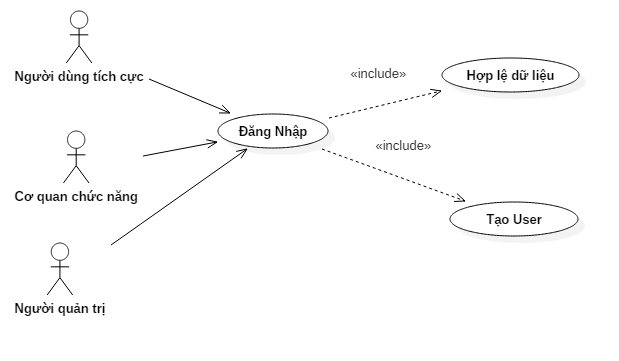 Người dùng tích cực
«include»
Hợp lệ dữ liệu
Đăng Nhập
«include»
Cơ quan chức năng
Tạo User
Người quản trị